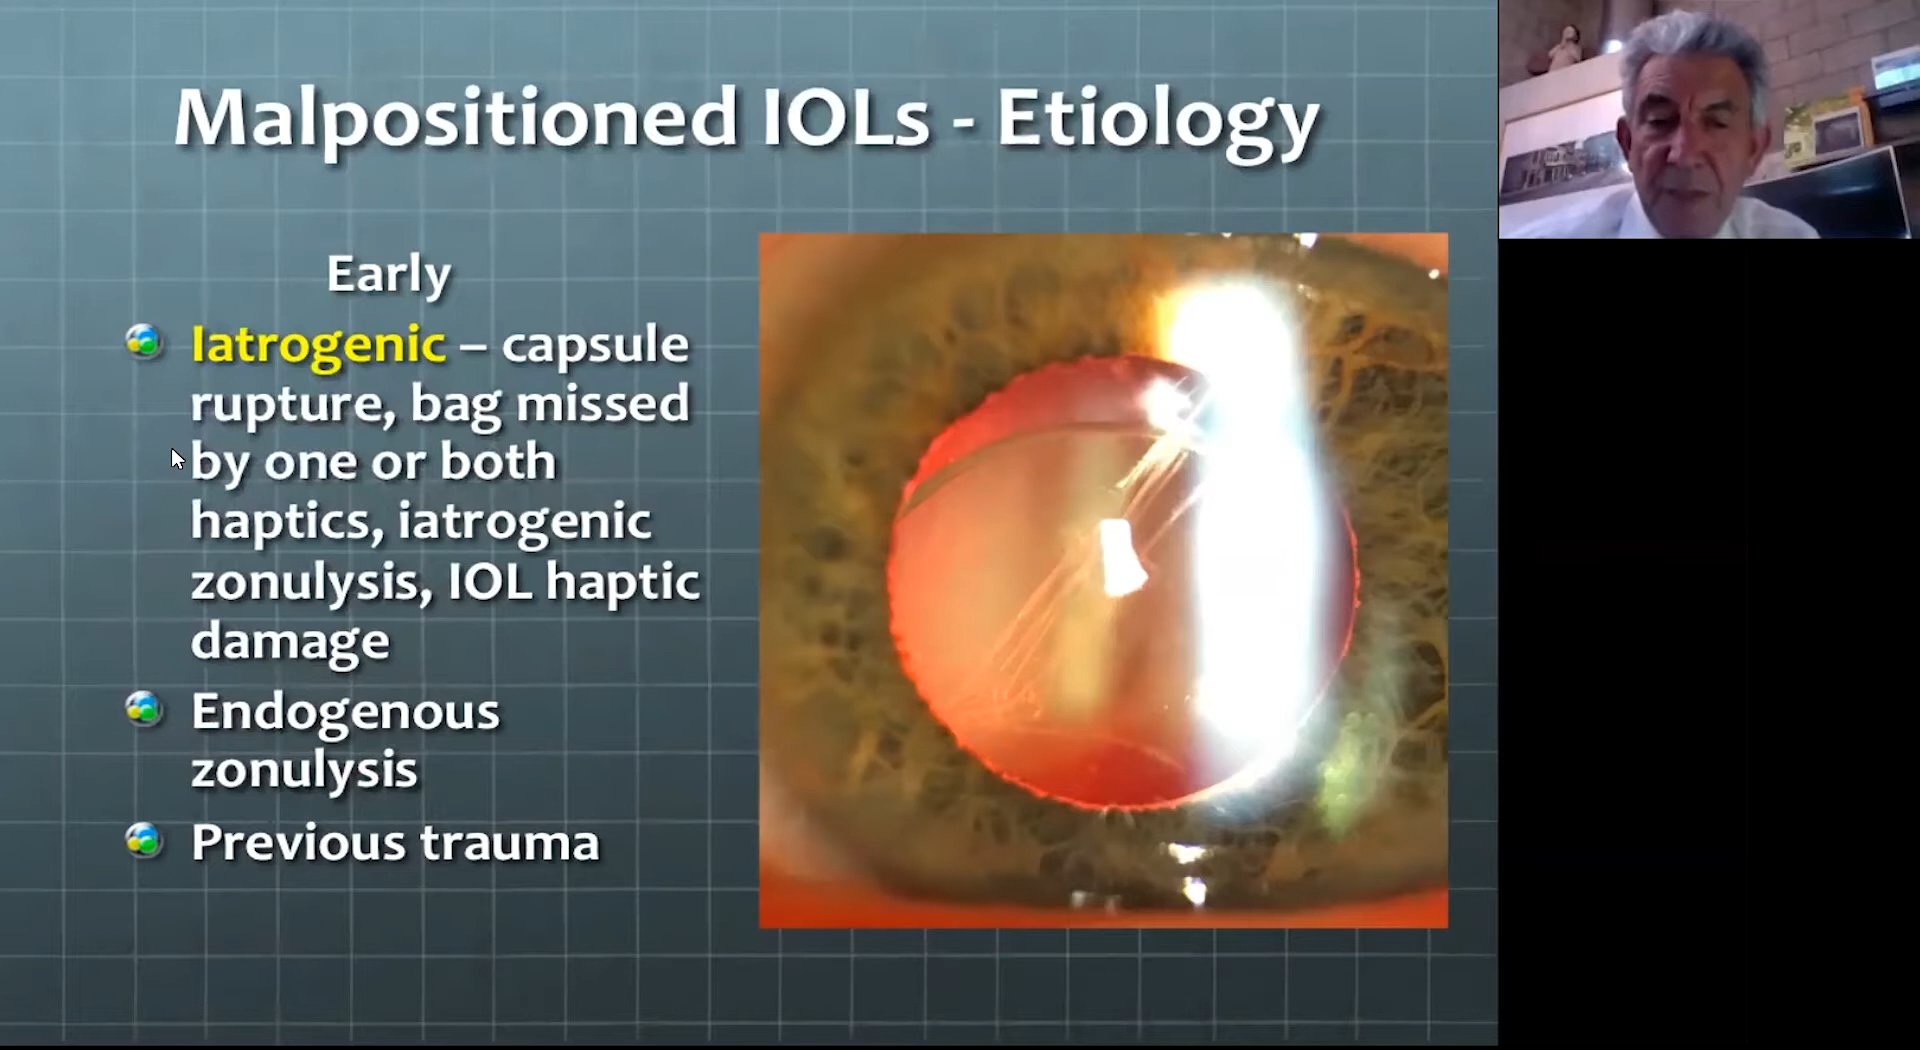 Malpositioned IOLs - Etiology
Early
Iatrogenic – capsule
rupture, bag missed
by one or both
haptics, iatrogenic
zonulysis, IOL haptic
damage
Endogenous
zonulysis
Previous trauma